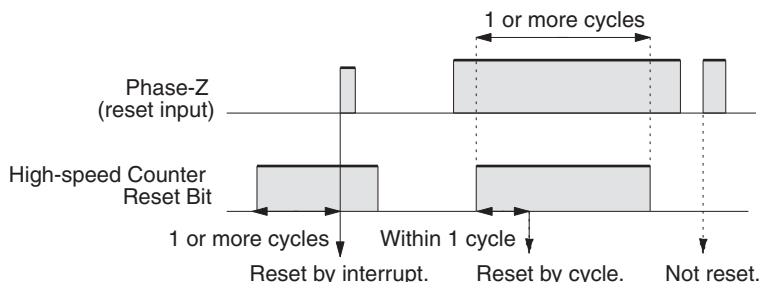 1 or more cycles
Phase-Z
(reset input)
High-speed Counter
Reset Bit
1 or more cycles
Within 1 cycle
Reset by interrupt.
Reset by cycle.
Not reset.